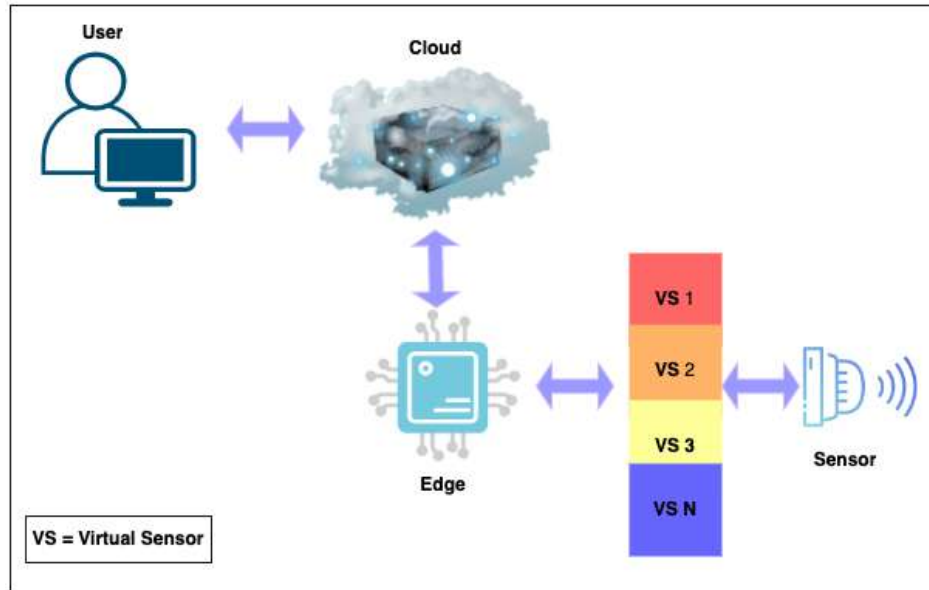 User
Cloud
VS 1
VS 2
VS 3
VS N
Edge
Sensor
VS = Virtual Sensor